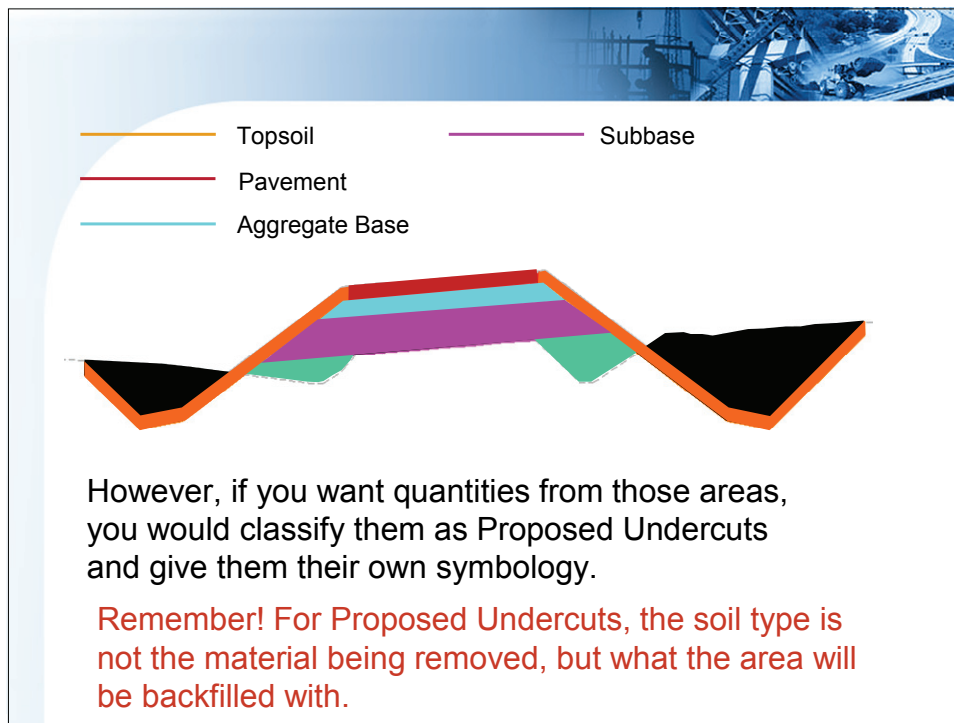 Topsoil
Subbase
Pavement
Aggregate Base
However, if you want quantities from those areas,
you would classify them as Proposed Undercuts
and give them their own symbology.
Remember! For Proposed Undercuts, the soil type is
not the material being removed, but what the area will
be backfilled with.